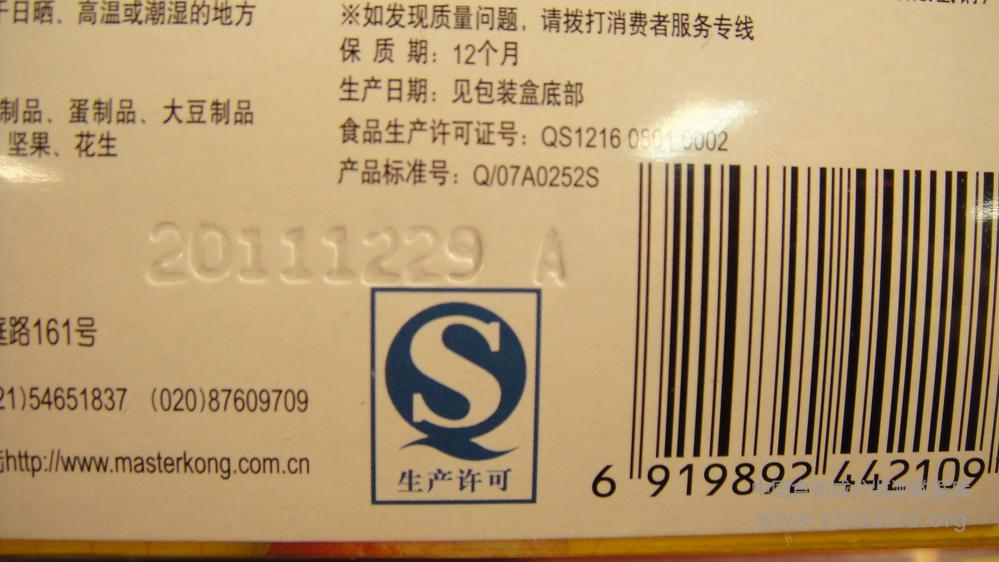 日晒、高温或潮湿的地方
※如发现质量问题，请拨打消费者服务专线
保 质 期：12个月
生产日期：见包装盒底部
制品、蛋制品、大豆制品
坚果、花生
食品生产许可证号：QS1216 0801 0002
产品标准号：Q/07A0252S
20111229 A
路161号
21)54651837 (020)87609709
http://www.masterkong.com.cn
生产许可
6 919892 442109